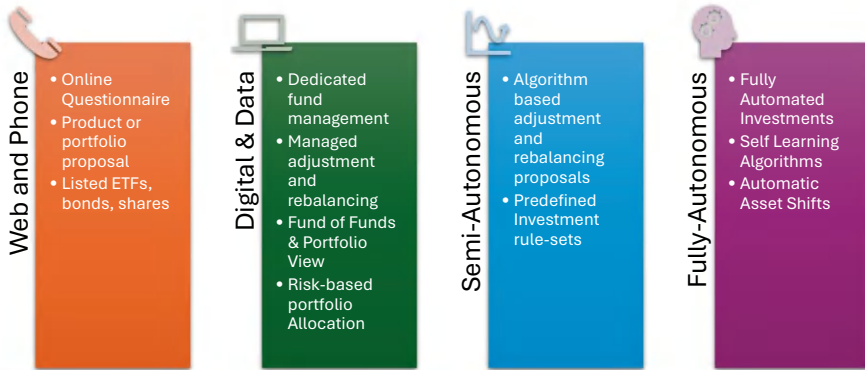 Web and Phone
• Online
Questionnaire
• Product or
portfolio
proposal
• Listed ETFs,
bonds, shares
Digital & Data
• Dedicated
fund
management
• Managed
adjustment
and
rebalancing
• Fund of Funds
& Portfolio
View
• Risk-based
portfolio
Allocation
Semi-Autonomous
• Algorithm
based
adjustment
and
rebalancing
proposals
• Predefined
Investment
rule-sets
Fully-Autonomous
• Fully
Automated
Investments
• Self Learning
Algorithms
• Automatic
Asset Shifts